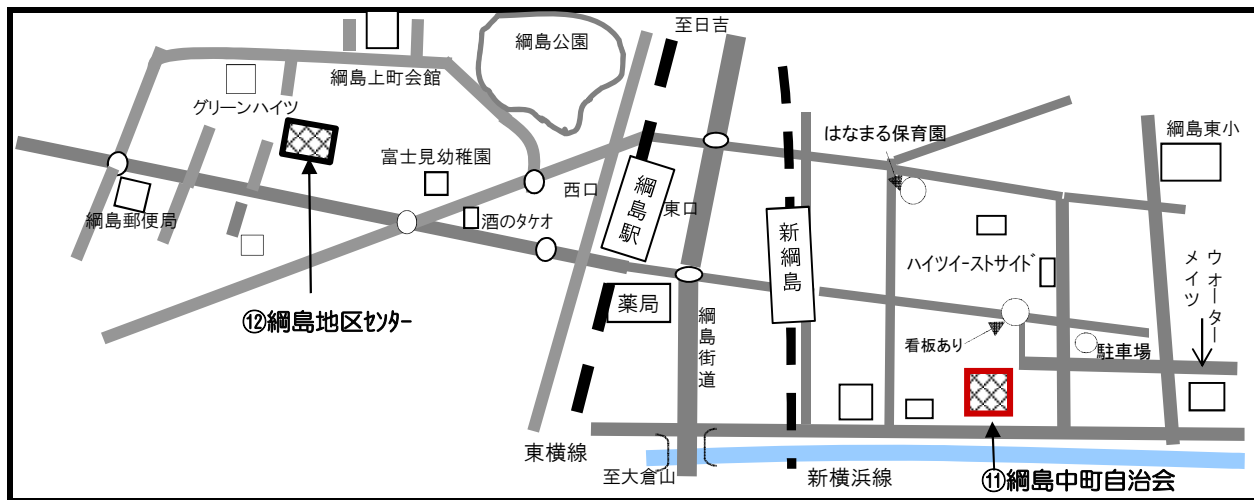 至日吉
綱島公園
綱島上町会館
グリーンハイツ
はなまる保育園
綱島東小
富士見幼稚園
西口
綱島駅
東口
綱島郵便局
酒のタケオ
新綱島
ハイツイーストサイド
ウォーター
メイツ
薬局
⑫綱島地区センター
綱島街道
看板あり
駐車場
東横線
至大倉山
新横浜線
⑪綱島中町自治会